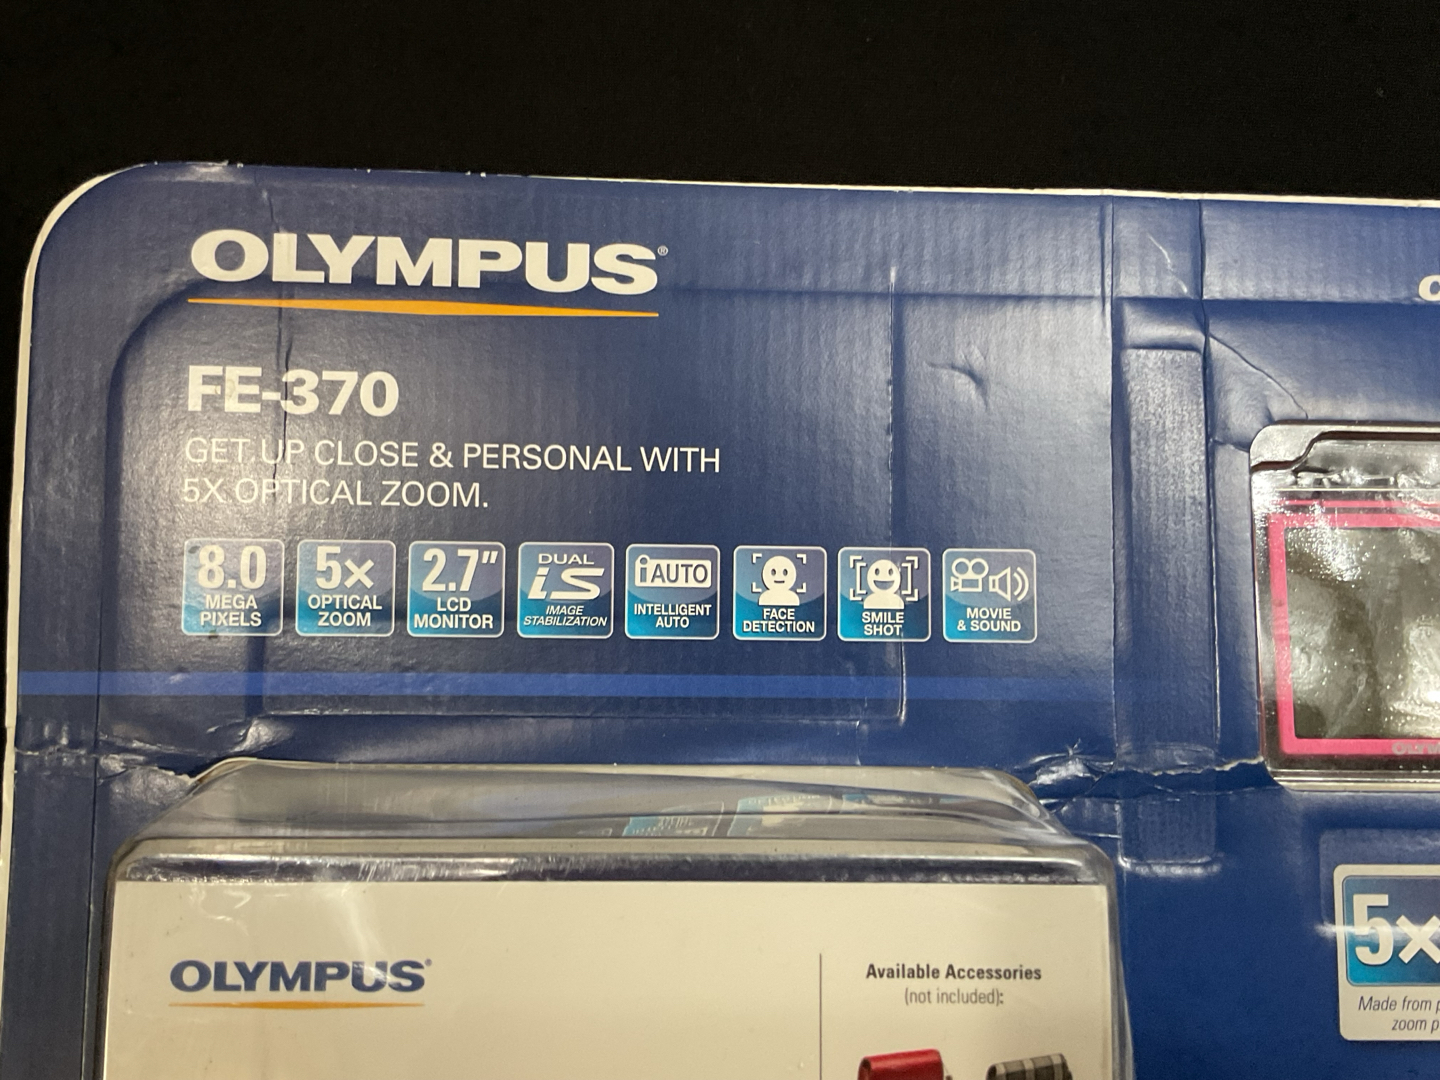 OLYMPUS®
FE-370
GET UP CLOSE & PERSONAL WITH
5X OPTICAL ZOOM.
8.0
MEGA
PIXELS
5x
OPTICAL
ZOOM
2.7"
LCD
MONITOR
DUAL
iS
IMAGE
STABILIZATION
iAUTO
INTELLIGENT
AUTO
FACE
DETECTION
SMILE
SHOT
MOVIE
& SOUND
OLYMPUS®
Available Accessories
(not included):
5x
Made from
zoom